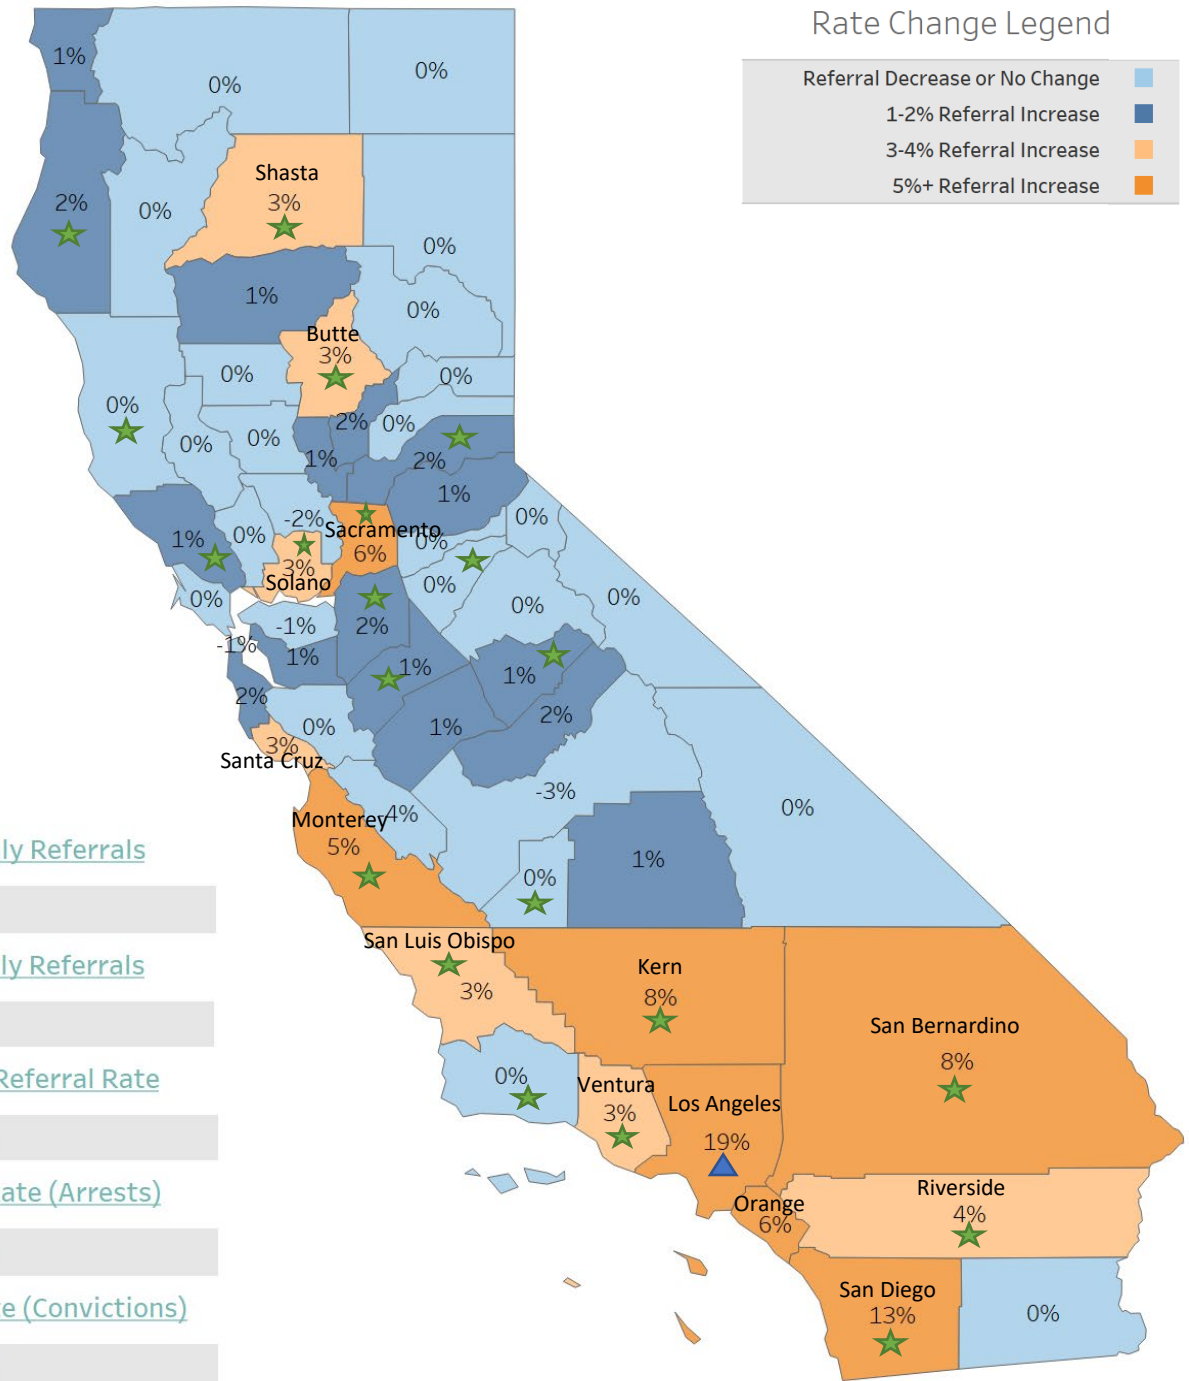 Rate Change Legend
Referral Decrease or No Change
1-2% Referral Increase
3-4% Referral Increase
5%+ Referral Increase
1%
0%
0%
Shasta
3%
2%
0%
0%
1%
0%
Butte
3%
0%
0%
0%
2%
0%
0%
0%
1%
2%
1%
-2%
0%
Sacramento
0%
1%
0%
6%
3%
Solano
0%
0%
0%
0%
-1%
2%
-1%
1%
1%
1%
2%
2%
0%
1%
3%
Santa Cruz
-3%
0%
Monterey
-4%
5%
1%
0%
ly Referrals
San Luis Obispo
3%
Kern
8%
ly Referrals
San Bernardino
8%
Referral Rate
0%
Ventura
3%
Los Angeles
19%
ate (Arrests)
Riverside
4%
Orange
6%
San Diego
13%
0%
e (Convictions)